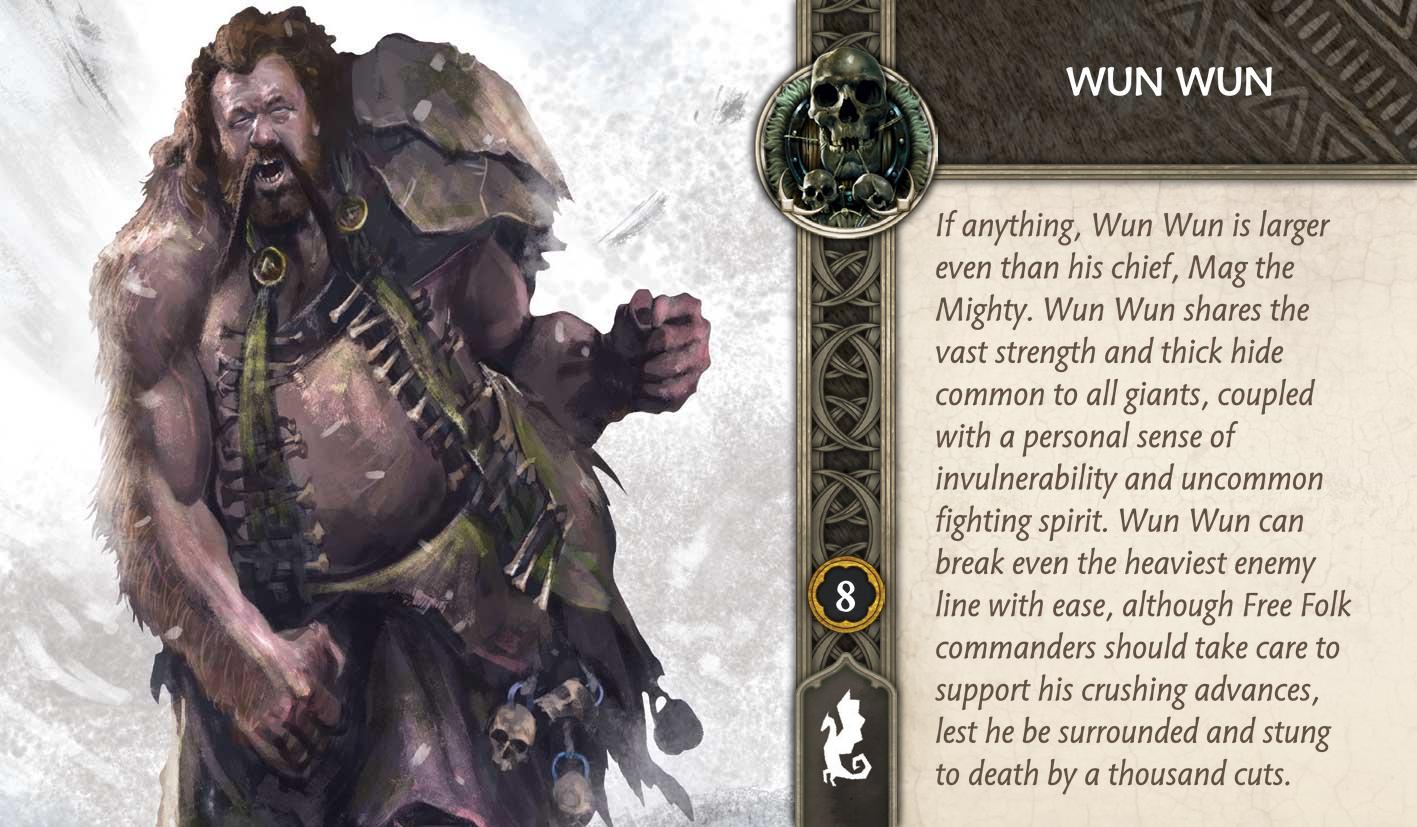 WUN WUN
If anything, Wun Wun is larger
even than his chief, Mag the
Mighty. Wun Wun shares the
vast strength and thick hide
common to all giants, coupled
with a personal sense of
invulnerability and uncommon
fighting spirit. Wun Wun can
break even the heaviest enemy
line with ease, although Free Folk
commanders should take care to
support his crushing advances,
lest he be surrounded and stung
to death by a thousand cuts.
8